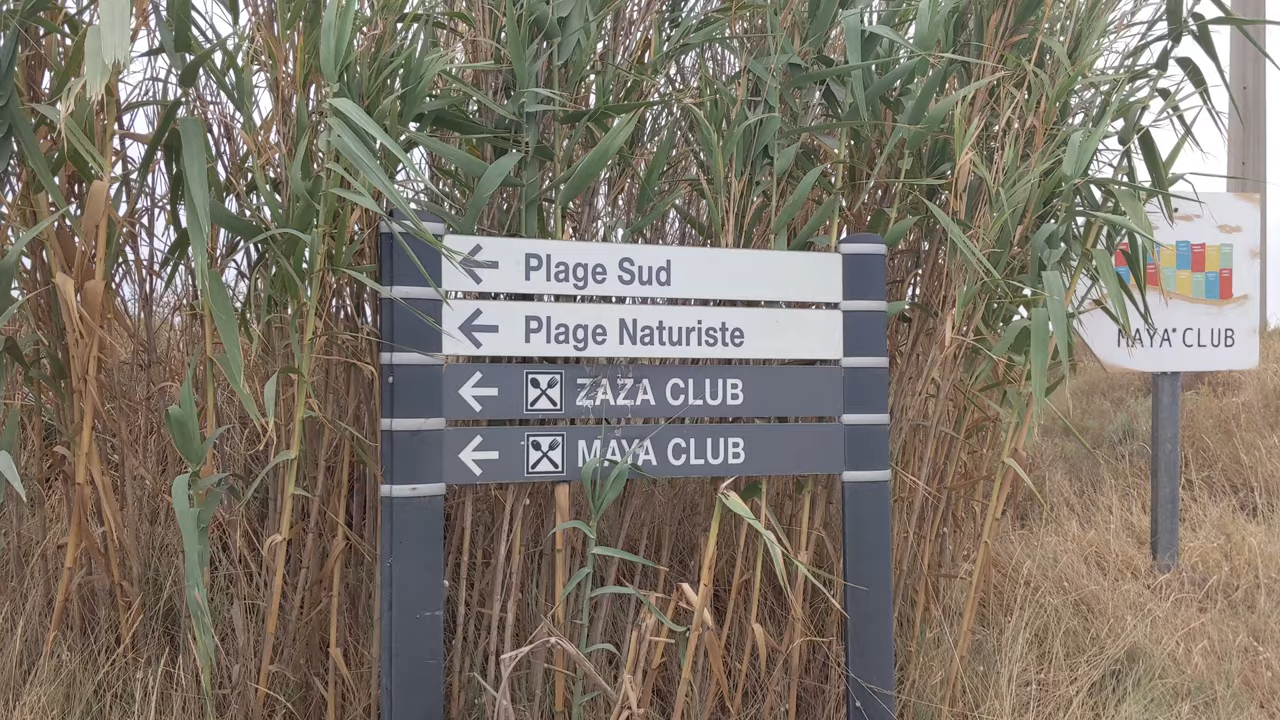 Plage Sud
Plage Naturiste
ZAZA CLUB
MAYA CLUB
MAYA* CLUB